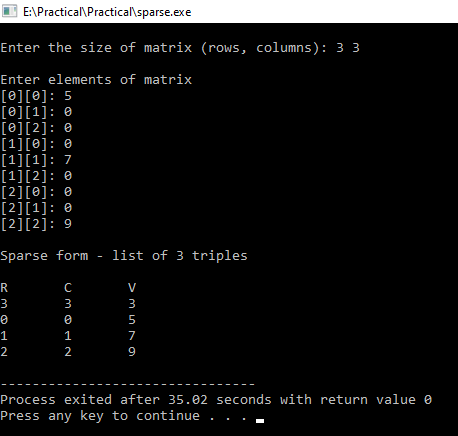 E:\Practical\Practical\sparse.exe
Enter the size of matrix (rows, columns): 3 3
Enter elements of matrix
[0][0]: 5
[0][1]: 0
[0][2]: 0
[1][0]: 0
[1][1]: 7
[1][2]: 0
[2][0]: 0
[2][1]: 0
[2][2]: 9
Sparse form - list of 3 triples
R C V
3 3 3
0 0 5
1 1 7
2 2 9
--------------------------------
Process exited after 35.02 seconds with return value 0
Press any key to continue . . .